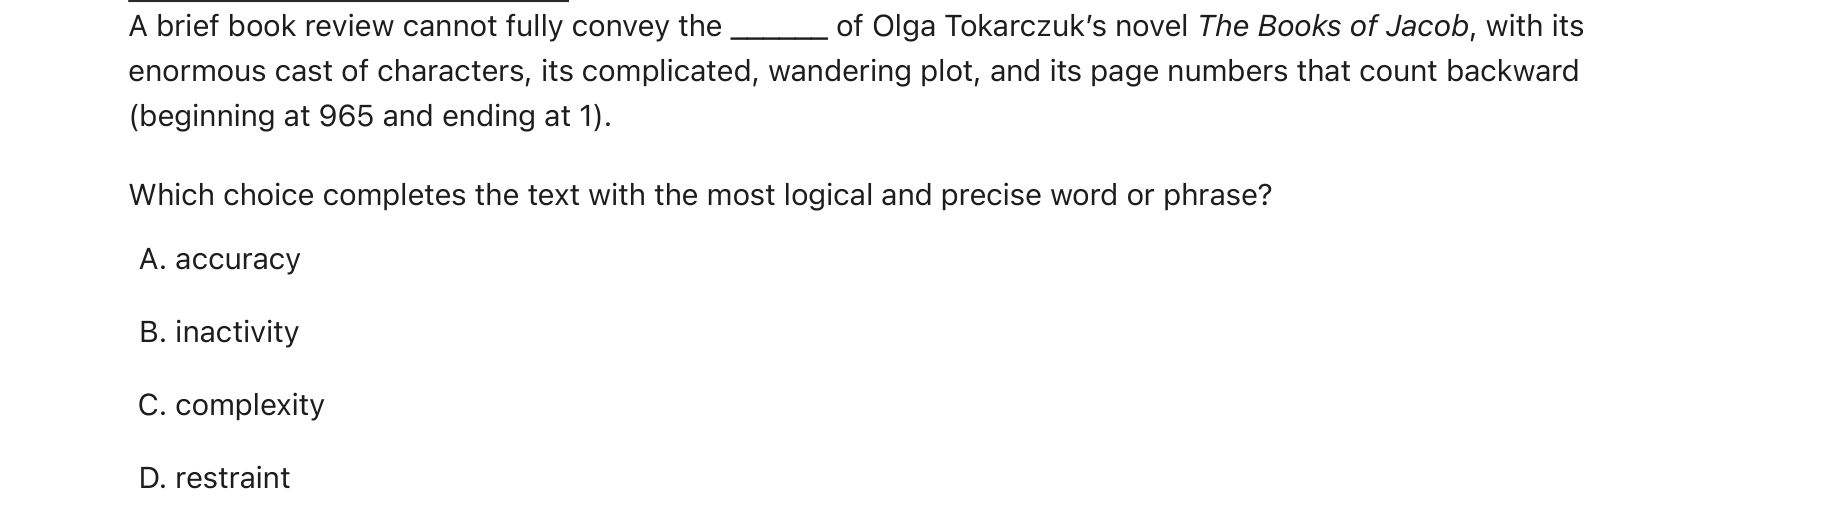 A brief book review cannot fully convey the ______ of Olga Tokarczuk’s novel The Books of Jacob, with its
enormous cast of characters, its complicated, wandering plot, and its page numbers that count backward
(beginning at 965 and ending at 1).
Which choice completes the text with the most logical and precise word or phrase?
A. accuracy
B. inactivity
C. complexity
D. restraint